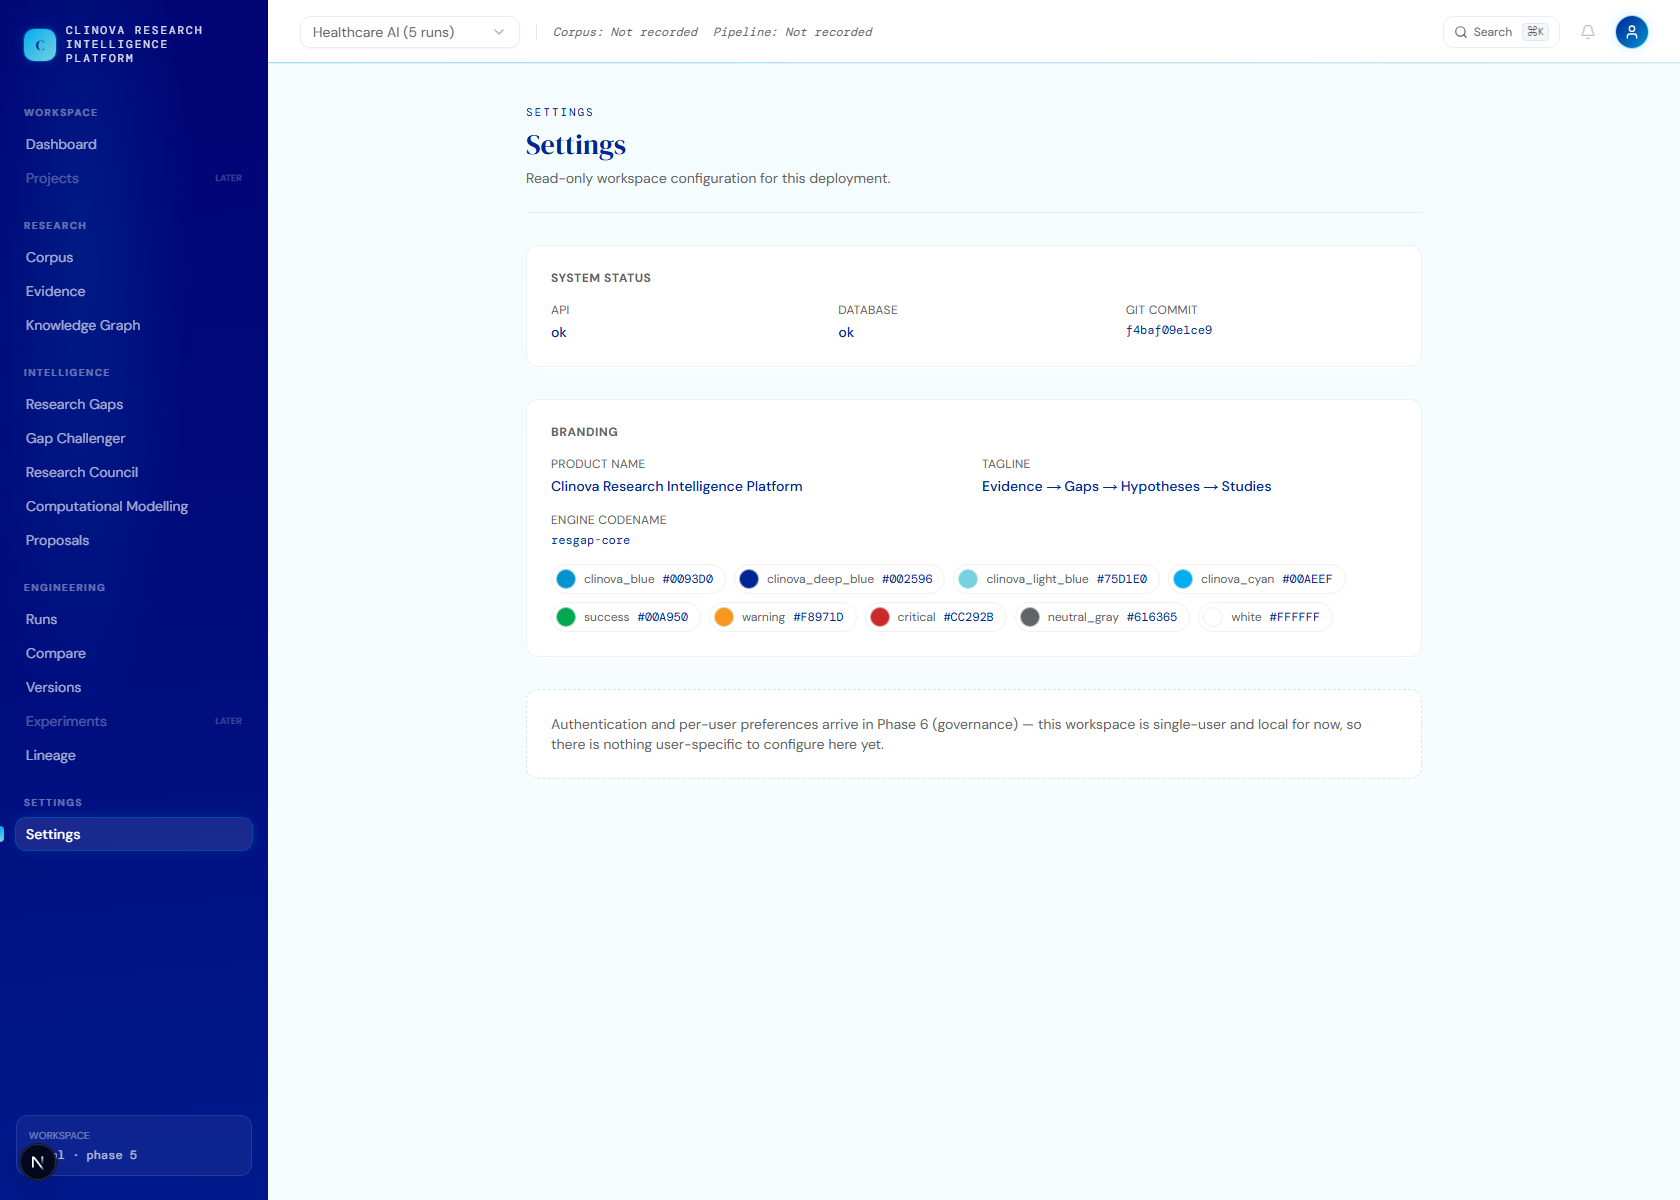 C
CLINOVA RESEARCH
INTELLIGENCE
PLATFORM
WORKSPACE
Dashboard
Projects LATER
RESEARCH
Corpus
Evidence
Knowledge Graph
INTELLIGENCE
Research Gaps
Gap Challenger
Research Council
Computational Modelling
Proposals
ENGINEERING
Runs
Compare
Versions
Experiments LATER
Lineage
SETTINGS
Settings
WORKSPACE
· phase 5
N
Healthcare AI (5 runs)
Corpus: Not recorded Pipeline: Not recorded
Search ⌘K
SETTINGS
Settings
Read-only workspace configuration for this deployment.
SYSTEM STATUS
API DATABASE GIT COMMIT
ok ok f4baf09e1ce9
BRANDING
PRODUCT NAME TAGLINE
Clinova Research Intelligence Platform Evidence → Gaps → Hypotheses → Studies
ENGINE CODENAME
resgap-core
clinova_blue #0093D0 clinova_deep_blue #002596 clinova_light_blue #75D1E0 clinova_cyan #00AEEF
success #00A950 warning #F8971D critical #CC292B neutral_gray #616365 white #FFFFFF
Authentication and per-user preferences arrive in Phase 6 (governance) — this workspace is single-user and local for now, so
there is nothing user-specific to configure here yet.